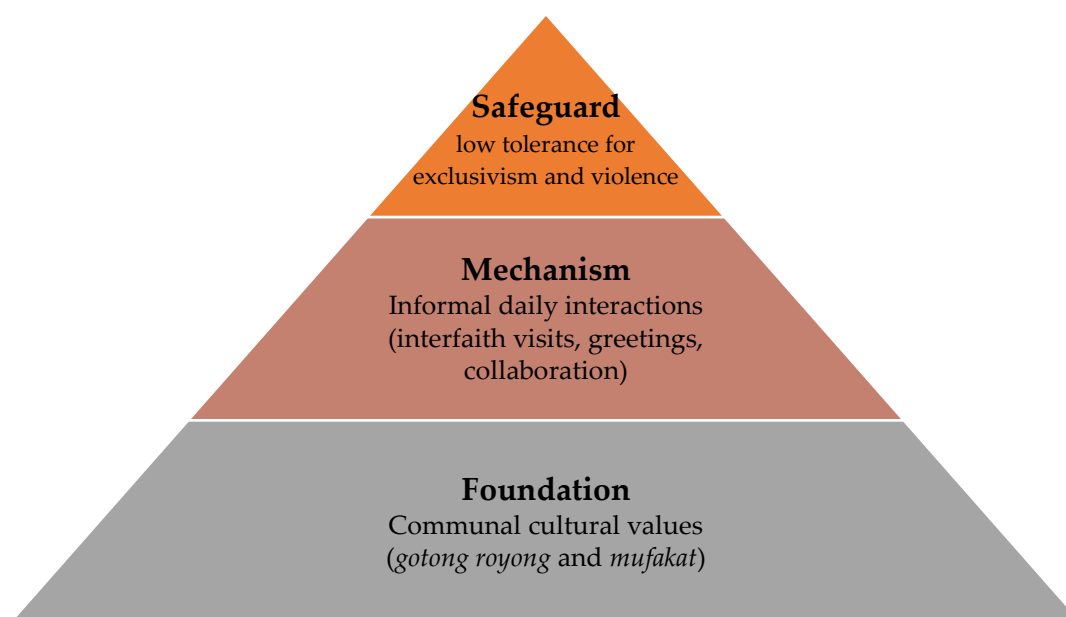 Safeguard
low tolerance for
exclusivism and violence
Mechanism
Informal daily interactions
(interfaith visits, greetings,
collaboration)
Foundation
Communal cultural values
(gotong royong and mufakat)